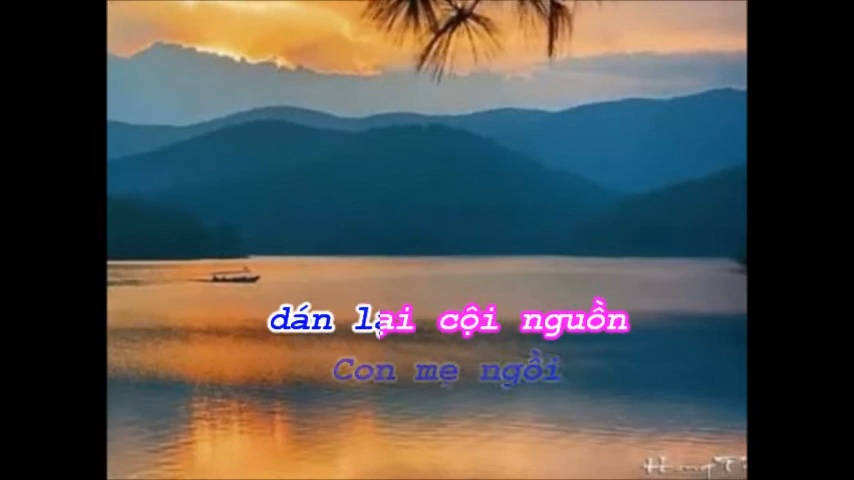 dán lại cội nguồn
Con mẹ ngồi